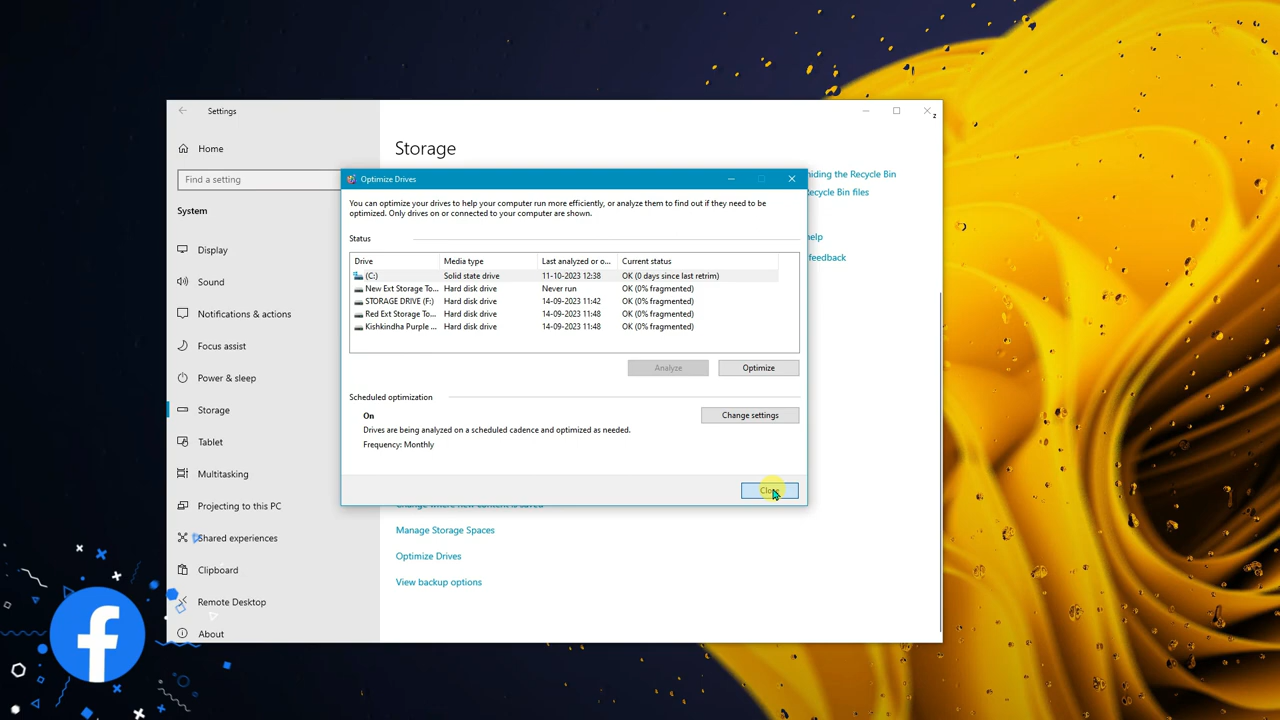 Settings
Home
Find a setting
System
Display
Sound
Notifications & actions
Focus assist
Power & sleep
Storage
Tablet
Multitasking
Projecting to this PC
Shared experiences
Clipboard
Remote Desktop
About
Storage
hiding the Recycle Bin
Recycle Bin files
help
feedback
Optimize Drives
You can optimize your drives to help your computer run more efficiently, or analyze them to find out if they need to be
optimized. Only drives on or connected to your computer are shown.
Status
Drive Media type Last analyzed or o... Current status
(C:) Solid state drive 11-10-2023 12:38 OK (0 days since last retrim)
New Ext Storage To... Hard disk drive Never run OK (0% fragmented)
STORAGE DRIVE (F:) Hard disk drive 14-09-2023 11:42 OK (0% fragmented)
Red Ext Storage To... Hard disk drive 14-09-2023 11:48 OK (0% fragmented)
Kishkindha Purple ... Hard disk drive 14-09-2023 11:48 OK (0% fragmented)
Analyze Optimize
Scheduled optimization
On
Change settings
Drives are being analyzed on a scheduled cadence and optimized as needed.
Frequency: Monthly
Close
Change where new content is saved
Manage Storage Spaces
Optimize Drives
View backup options